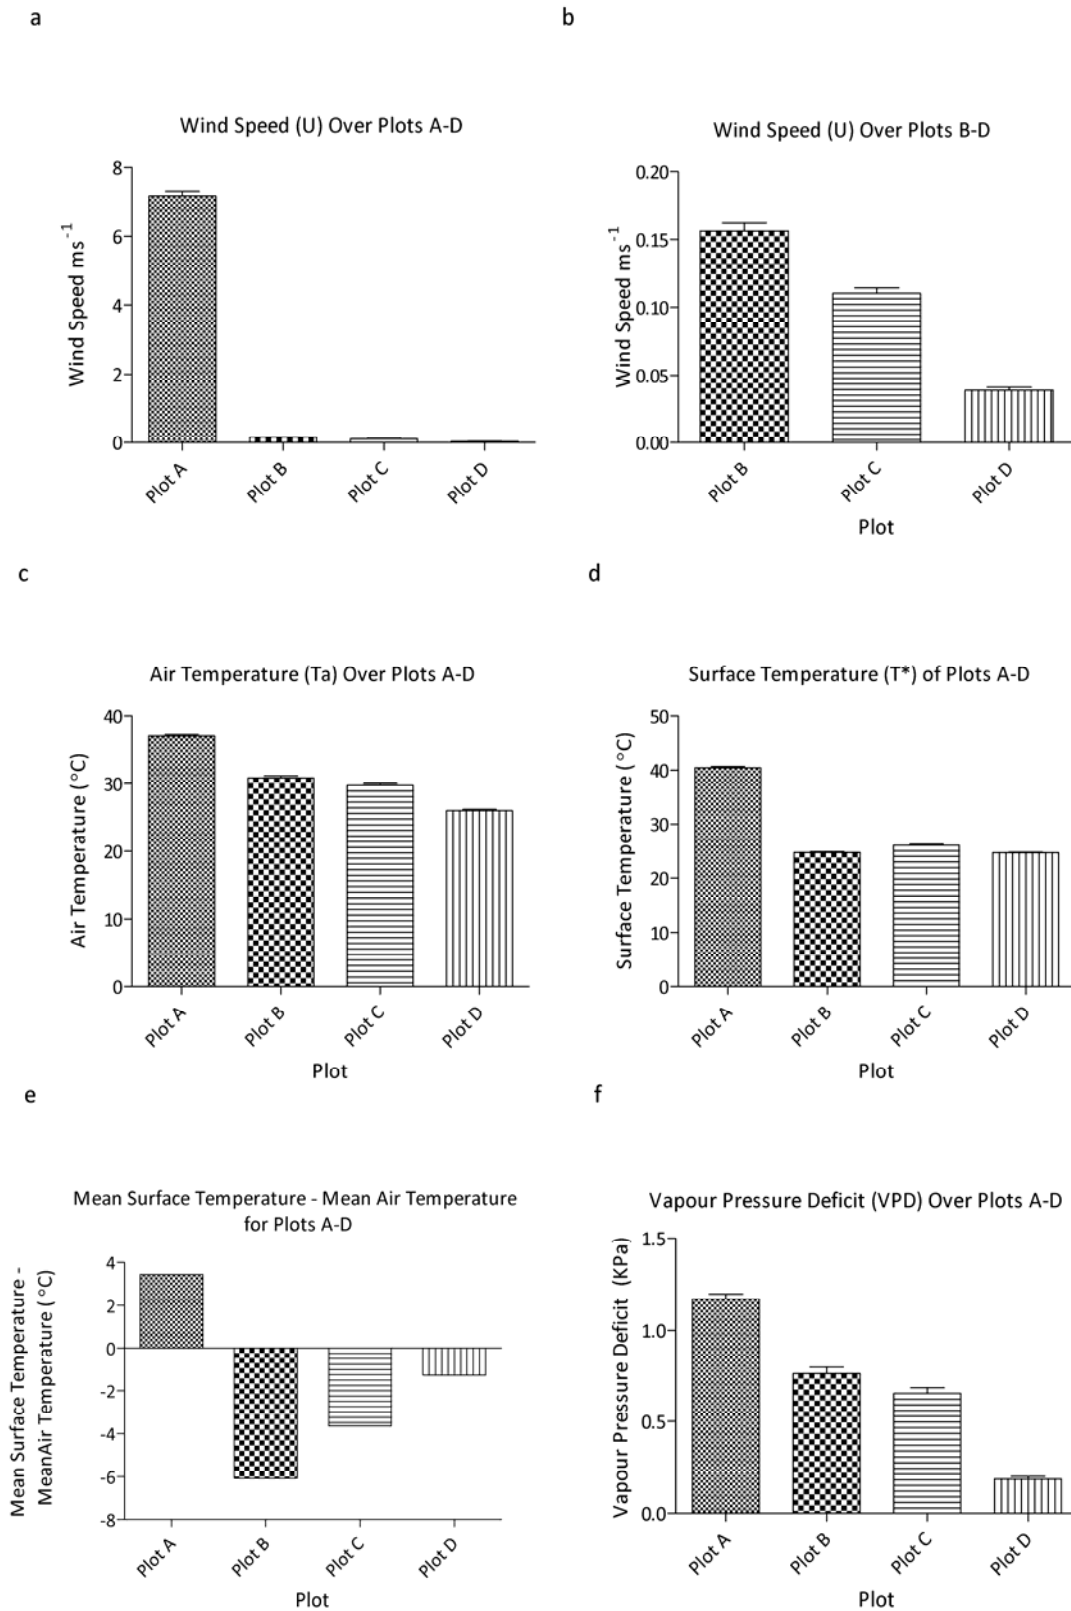 a
Wind Speed (U) Over Plots A-D
Wind Speed ms⁻¹
8
6
4
2
0
Plot A
Plot B
Plot C
Plot D
b
Wind Speed (U) Over Plots B-D
Wind Speed ms⁻¹
0.20
0.15
0.10
0.05
0.00
Plot B
Plot C
Plot D
Plot
c
Air Temperature (Ta) Over Plots A-D
Air Temperature (°C)
40
30
20
10
0
Plot A
Plot B
Plot C
Plot D
Plot
d
Surface Temperature (T*) of Plots A-D
Surface Temperature (°C)
50
40
30
20
10
0
Plot A
Plot B
Plot C
Plot D
Plot
e
Mean Surface Temperature - Mean Air Temperature
for Plots A-D
Mean Surface Temperature -
MeanAir Temperature (°C)
4
2
0
-2
-4
-6
-8
Plot A
Plot B
Plot C
Plot D
Plot
f
Vapour Pressure Deficit (VPD) Over Plots A-D
Vapour Pressure Deficit (KPa)
1.5
1.0
0.5
0.0
Plot A
Plot B
Plot C
Plot D
Plot